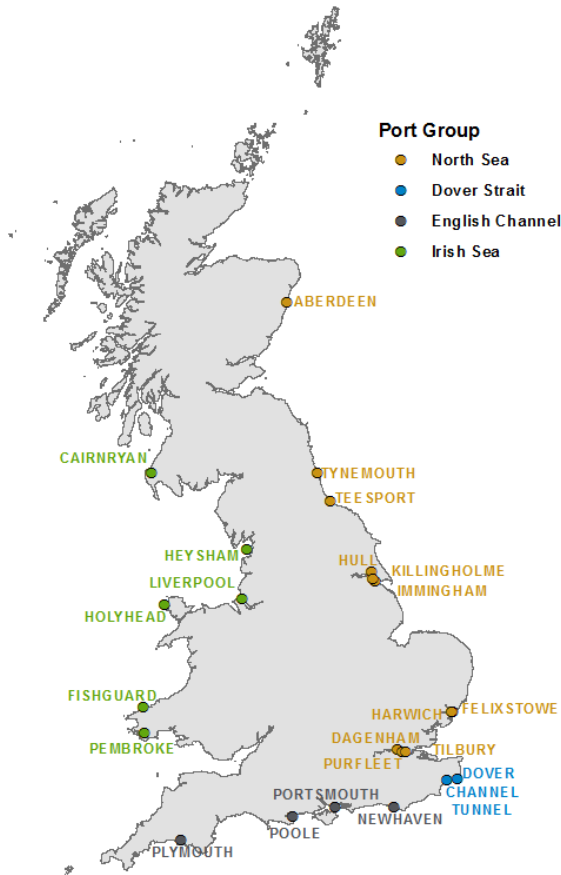 Port Group
North Sea
Dover Strait
English Channel
Irish Sea
ABERDEEN
CAIRNRYAN
TYNEMOUTH
TEESPORT
HEYSHAM
HULL
KILLINGHOLME
LIVERPOOL
IMMINGHAM
HOLYHEAD
FISHGUARD
HARWICH
FELIXSTOWE
PEMBROKE
DAGENHAM
TILBURY
PURFLEET
DOVER
CHANNEL
TUNNEL
PORTSMOUTH
NEWHAVEN
POOLE
PLYMOUTH